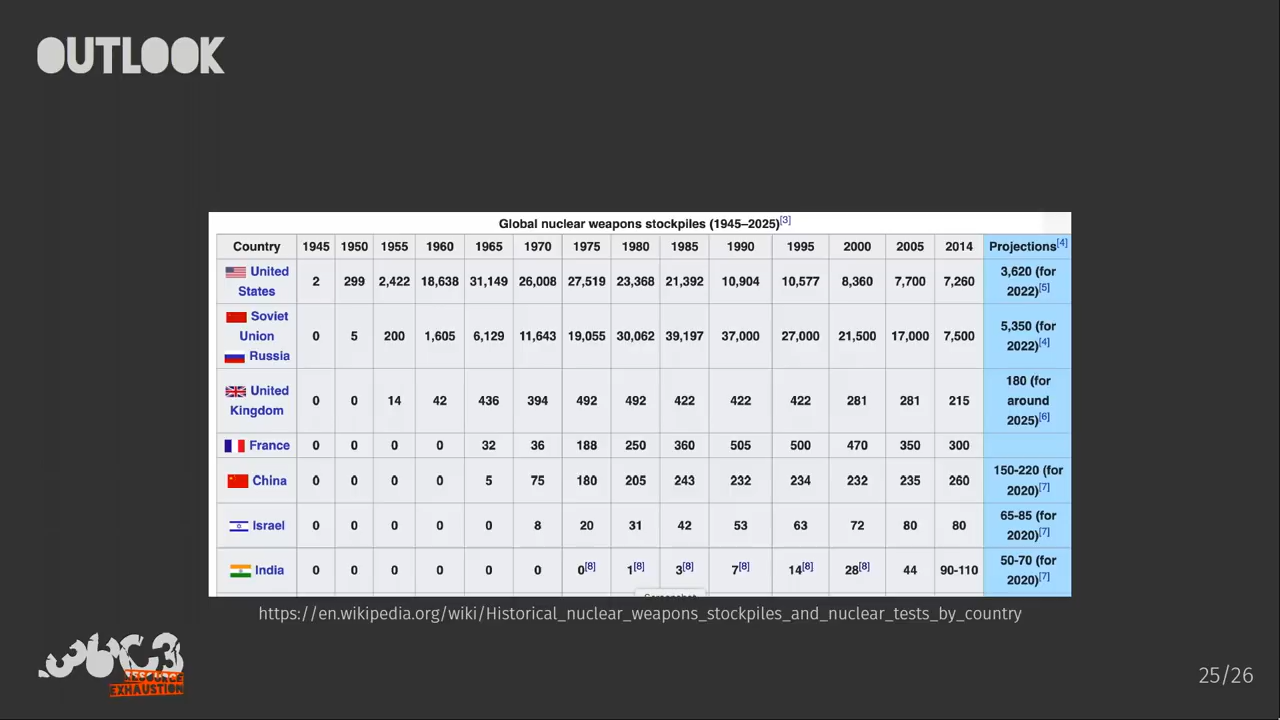 OUTLOOK
Global nuclear weapons stockpiles (1945–2025)[3]
Country 1945 1950 1955 1960 1965 1970 1975 1980 1985 1990 1995 2000 2005 2014 Projections[4]
United States 2 299 2,422 18,638 31,149 26,008 27,519 23,368 21,392 10,904 10,577 8,360 7,700 7,260 3,620 (for 2022)[5]
Soviet Union Russia 0 5 200 1,605 6,129 11,643 19,055 30,062 39,197 37,000 27,000 21,500 17,000 7,500 5,350 (for 2022)[4]
United Kingdom 0 0 14 42 436 394 492 492 422 422 422 281 281 215 180 (for around 2025)[6]
France 0 0 0 0 32 36 188 250 360 505 500 470 350 300
China 0 0 0 0 5 75 180 205 243 232 234 232 235 260 150-220 (for 2020)[7]
Israel 0 0 0 0 0 8 20 31 42 53 63 72 80 80 65-85 (for 2020)[7]
India 0 0 0 0 0 0 0[8] 1[8] 3[8] 7[8] 14[8] 28[8] 44 90-110 50-70 (for 2020)[7]
https://en.wikipedia.org/wiki/Historical_nuclear_weapons_stockpiles_and_nuclear_tests_by_country
36C3
RESOURCE
EXHAUSTION
25/26